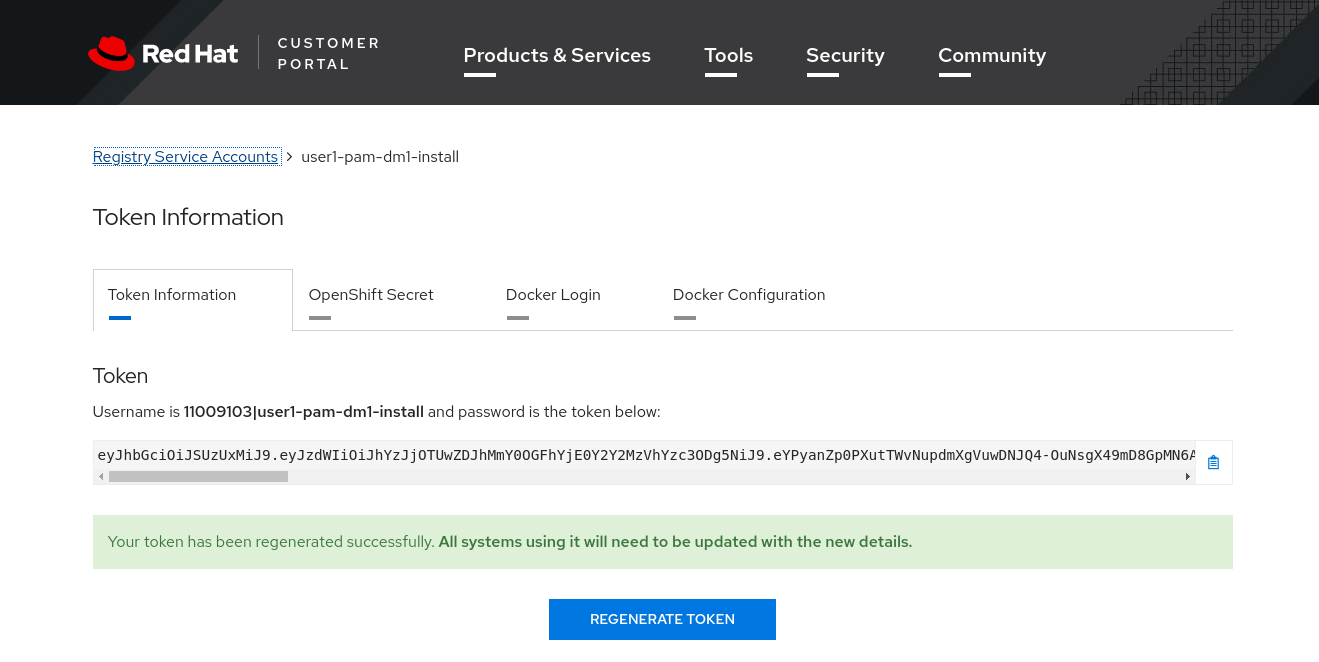 Red Hat
CUSTOMER
PORTAL
Products & Services
Tools
Security
Community
Registry Service Accounts > user1-pam-dm1-install
Token Information
Token Information
OpenShift Secret
Docker Login
Docker Configuration
Token
Username is 11009103|user1-pam-dm1-install and password is the token below:
eyJhbGciOiJSUzUxMiJ9.eyJzdWIiOiJhYzJjOTUwZDJhMmY0OGFhYjE0Y2Y2MzVhYzc3ODg5NiJ9.eYPyanZp0PXutTWvNupdmXgVuwDNJQ4-OuNsgX49mD8GpMN6A
Your token has been regenerated successfully. All systems using it will need to be updated with the new details.
REGENERATE TOKEN